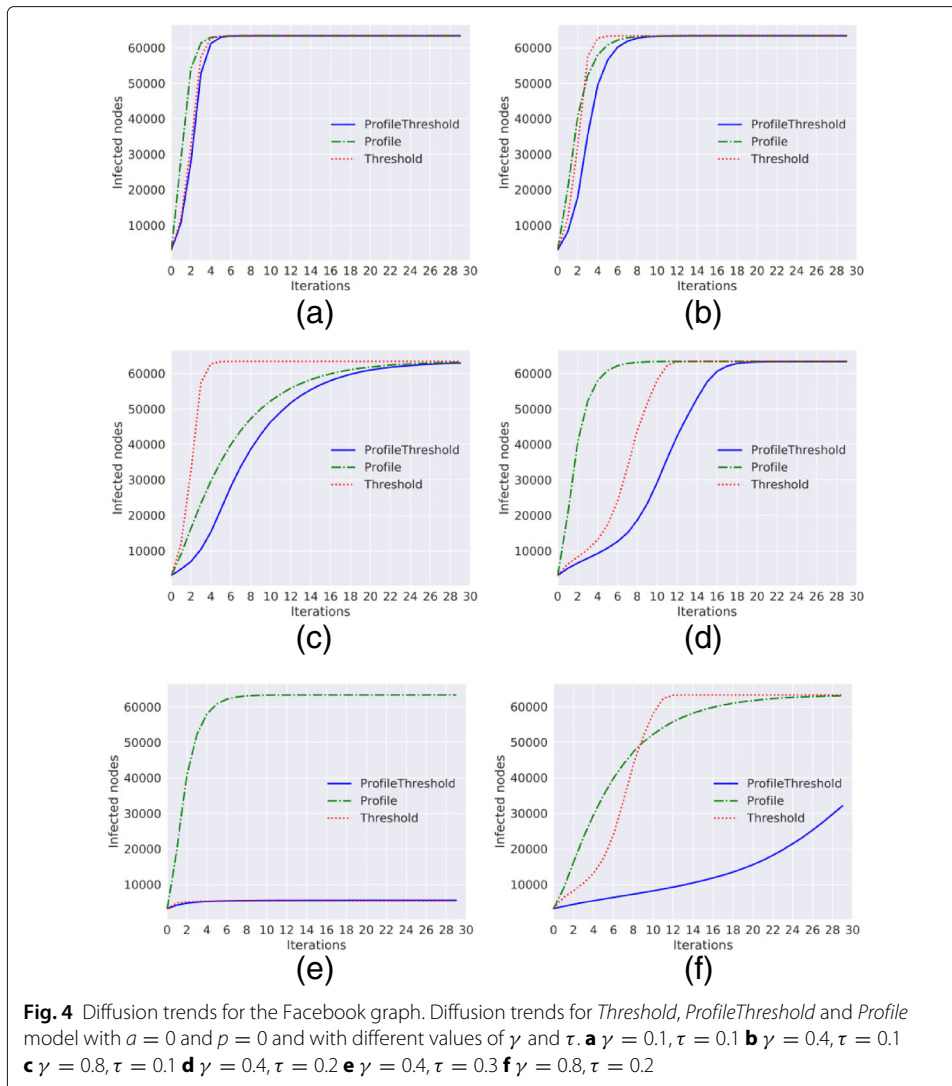 60000
50000
40000
30000
20000
10000
Infected nodes
ProfileThreshold
Profile
Threshold
0 2 4 6 8 10 12 14 16 18 20 22 24 26 28 30
Iterations
(a)
60000
50000
40000
30000
20000
10000
Infected nodes
ProfileThreshold
Profile
Threshold
0 2 4 6 8 10 12 14 16 18 20 22 24 26 28 30
Iterations
(b)
60000
50000
40000
30000
20000
10000
Infected nodes
ProfileThreshold
Profile
Threshold
0 2 4 6 8 10 12 14 16 18 20 22 24 26 28 30
Iterations
(c)
60000
50000
40000
30000
20000
10000
Infected nodes
ProfileThreshold
Profile
Threshold
0 2 4 6 8 10 12 14 16 18 20 22 24 26 28 30
Iterations
(d)
60000
50000
40000
30000
20000
10000
Infected nodes
ProfileThreshold
Profile
Threshold
0 2 4 6 8 10 12 14 16 18 20 22 24 26 28 30
Iterations
(e)
60000
50000
40000
30000
20000
10000
Infected nodes
ProfileThreshold
Profile
Threshold
0 2 4 6 8 10 12 14 16 18 20 22 24 26 28 30
Iterations
(f)
Fig. 4 Diffusion trends for the Facebook graph. Diffusion trends for Threshold, ProfileThreshold and Profile
model with a = 0 and p = 0 and with different values of γ and τ. a γ = 0.1, τ = 0.1 b γ = 0.4, τ = 0.1
c γ = 0.8, τ = 0.1 d γ = 0.4, τ = 0.2 e γ = 0.4, τ = 0.3 f γ = 0.8, τ = 0.2